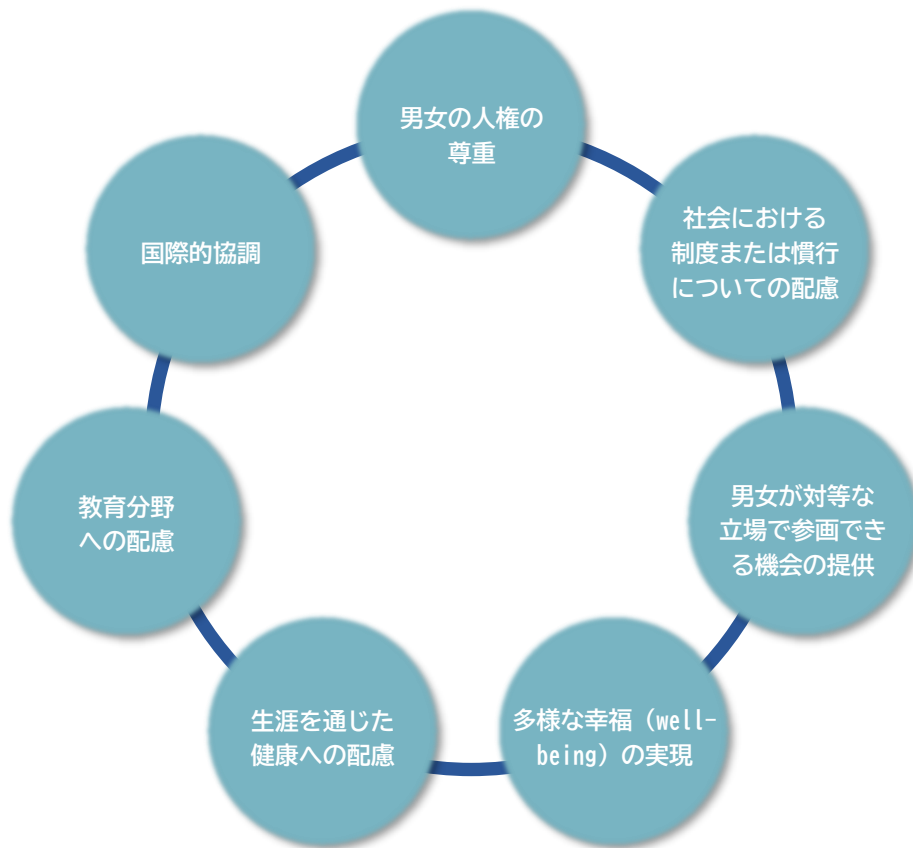 男女の人権の
尊重
社会における
制度または慣行
についての配慮
男女が対等な
立場で参画でき
る機会の提供
多様な幸福（well-
being）の実現
生涯を通じた
健康への配慮
教育分野
への配慮
国際的協調